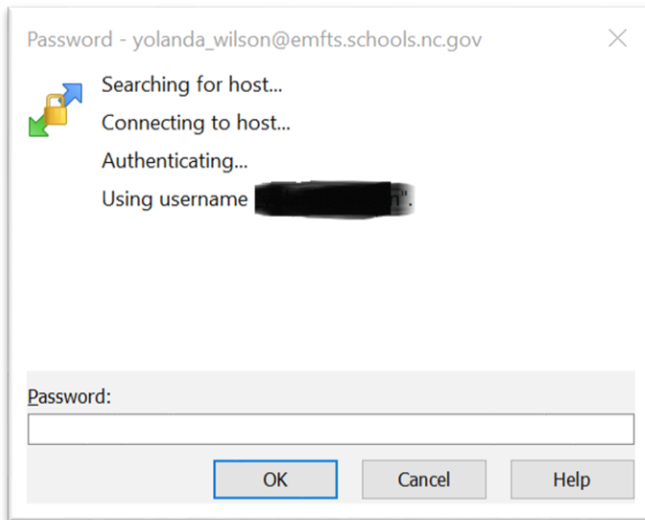 Password - yolanda_wilson@emfts.schools.nc.gov
Searching for host...
Connecting to host...
Authenticating...
Using username n".
Password:
OK Cancel Help